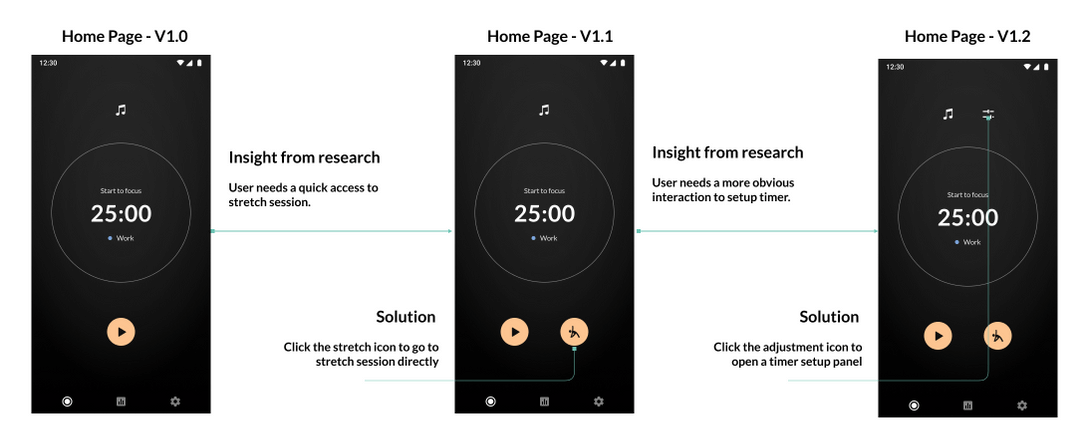 Home Page - V1.0
12:30
Start to focus
25:00
Work
Insight from research
User needs a quick access to
stretch session.
Solution
Click the stretch icon to go to
stretch session directly
Home Page - V1.1
12:30
Start to focus
25:00
Work
Insight from research
User needs a more obvious
interaction to setup timer.
Solution
Click the adjustment icon to
open a timer setup panel
Home Page - V1.2
12:30
Start to focus
25:00
Work